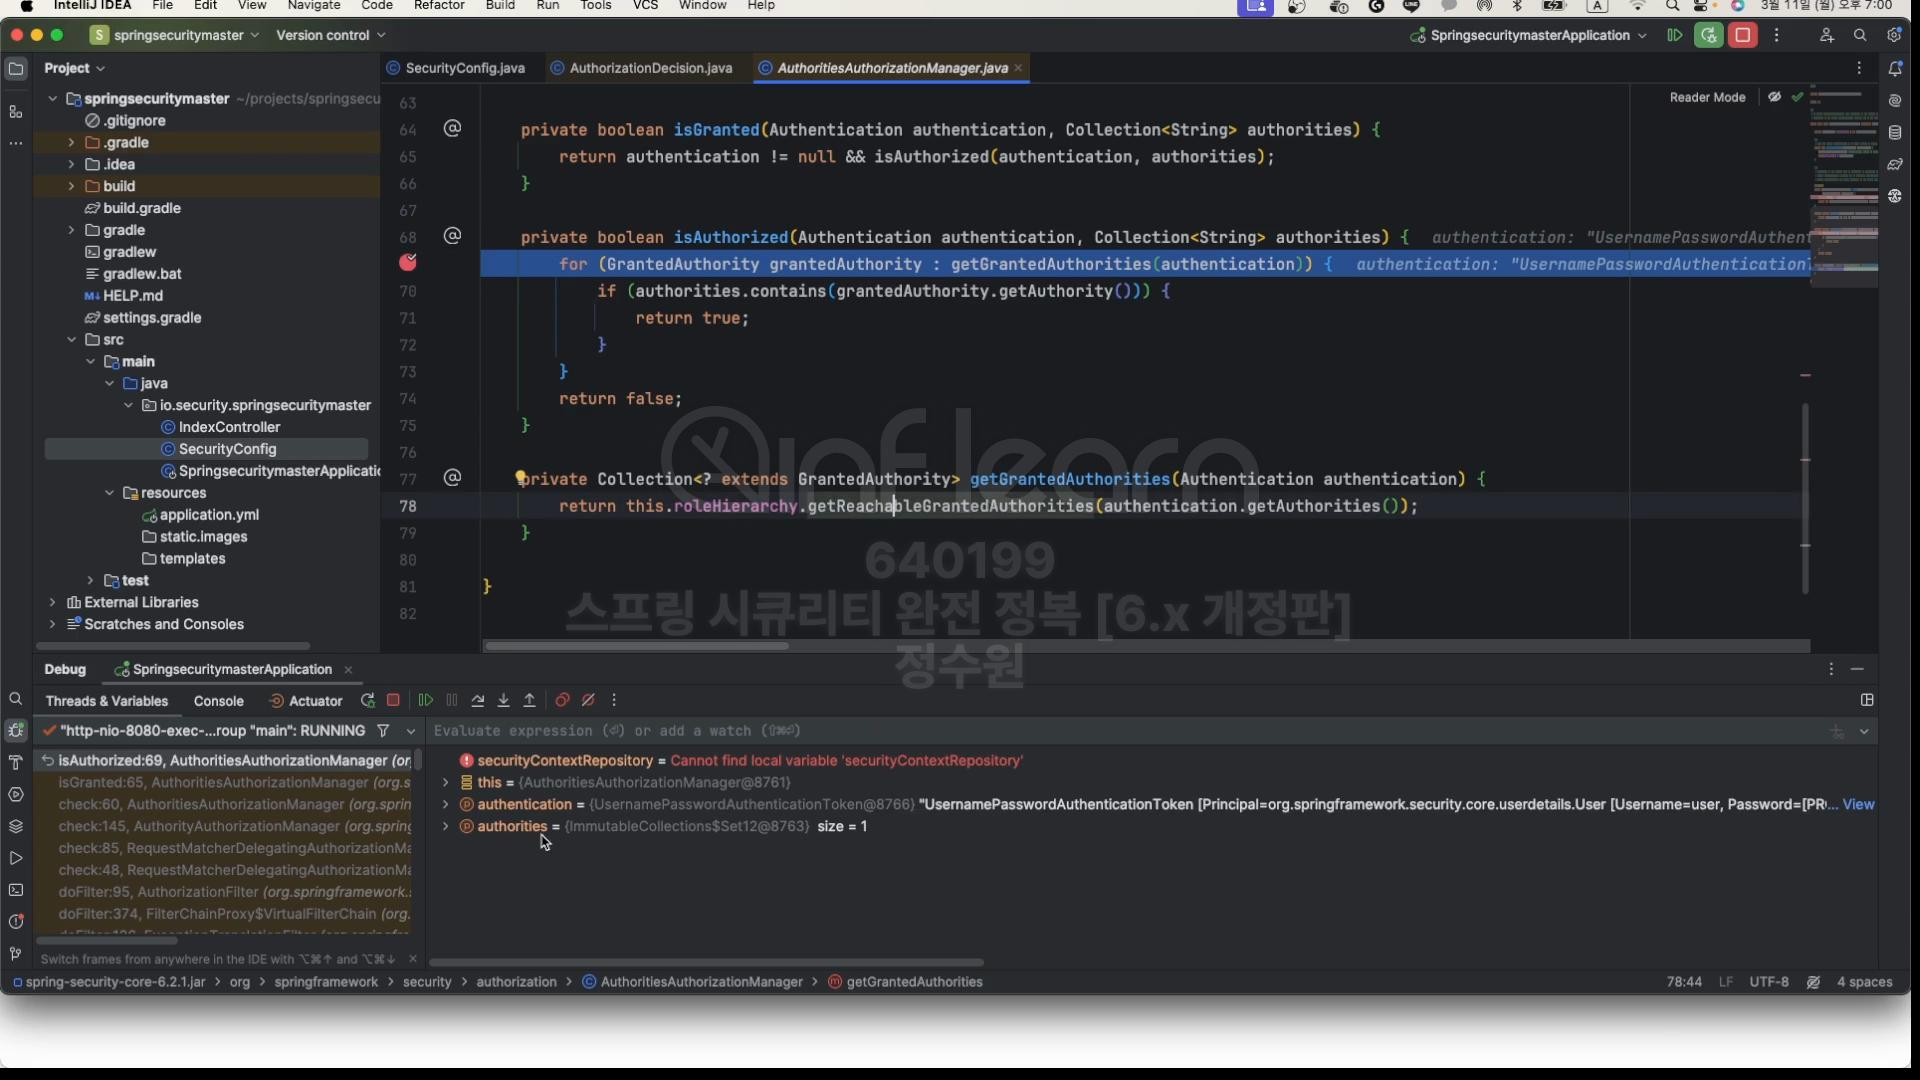 IntelliJ IDEA File Edit View Navigate Code Refactor Build Run Tools VCS Window Help
3월 11일 (월) 오후 7:00
S springsecuritymaster Version control SpringsecuritymasterApplication
Project
springsecuritymaster ~/projects/springsecu
.gitignore
.gradle
.idea
build
build.gradle
gradle
gradlew
gradlew.bat
HELP.md
settings.gradle
src
main
java
io.security.springsecuritymaster
IndexController
SecurityConfig
SpringsecuritymasterApplicatio
resources
application.yml
static.images
templates
test
External Libraries
Scratches and Consoles
SecurityConfig.java AuthorizationDecision.java AuthoritiesAuthorizationManager.java
Reader Mode
63
64 private boolean isGranted(Authentication authentication, Collection<String> authorities) {
65 return authentication != null && isAuthorized(authentication, authorities);
66 }
67
68 private boolean isAuthorized(Authentication authentication, Collection<String> authorities) { authentication: "UsernamePasswordAuthent
for (GrantedAuthority grantedAuthority : getGrantedAuthorities(authentication)) { authentication: "UsernamePasswordAuthentication
70 if (authorities.contains(grantedAuthority.getAuthority())) {
71 return true;
72 }
73 }
74 return false;
75 }
76
77 private Collection<? extends GrantedAuthority> getGrantedAuthorities(Authentication authentication) {
78 return this.roleHierarchy.getReachableGrantedAuthorities(authentication.getAuthorities());
79 }
80
81 }
82
inflearn
640199
스프링 시큐리티 완전 정복 [6.x 개정판]
정수원
Debug SpringsecuritymasterApplication
Threads & Variables Console Actuator
"http-nio-8080-exec-...roup "main": RUNNING
Evaluate expression (⏎) or add a watch (⇧⌘⏎)
isAuthorized:69, AuthoritiesAuthorizationManager (or
isGranted:65, AuthoritiesAuthorizationManager (org.s
check:60, AuthoritiesAuthorizationManager (org.sprin
check:145, AuthorityAuthorizationManager (org.sprin
check:85, RequestMatcherDelegatingAuthorizationMa
check:48, RequestMatcherDelegatingAuthorizationMa
doFilter:95, AuthorizationFilter (org.springframework.
doFilter:374, FilterChainProxy$VirtualFilterChain (org.
Switch frames from anywhere in the IDE with ⌥⌘↑ and ⌥⌘↓
securityContextRepository = Cannot find local variable 'securityContextRepository'
this = {AuthoritiesAuthorizationManager@8761}
authentication = {UsernamePasswordAuthenticationToken@8766} "UsernamePasswordAuthenticationToken [Principal=org.springframework.security.core.userdetails.User [Username=user, Password=[PR... View
authorities = {ImmutableCollections$Set12@8763} size = 1
spring-security-core-6.2.1.jar > org > springframework > security > authorization > AuthoritiesAuthorizationManager > getGrantedAuthorities
78:44 LF UTF-8 4 spaces